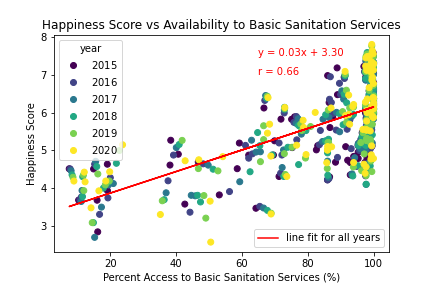 Happiness Score vs Availability to Basic Sanitation Services
year
2015
2016
2017
2018
2019
2020
y = 0.03x + 3.30
r = 0.66
line fit for all years
8
7
6
5
4
3
Happiness Score
20
40
60
80
100
Percent Access to Basic Sanitation Services (%)